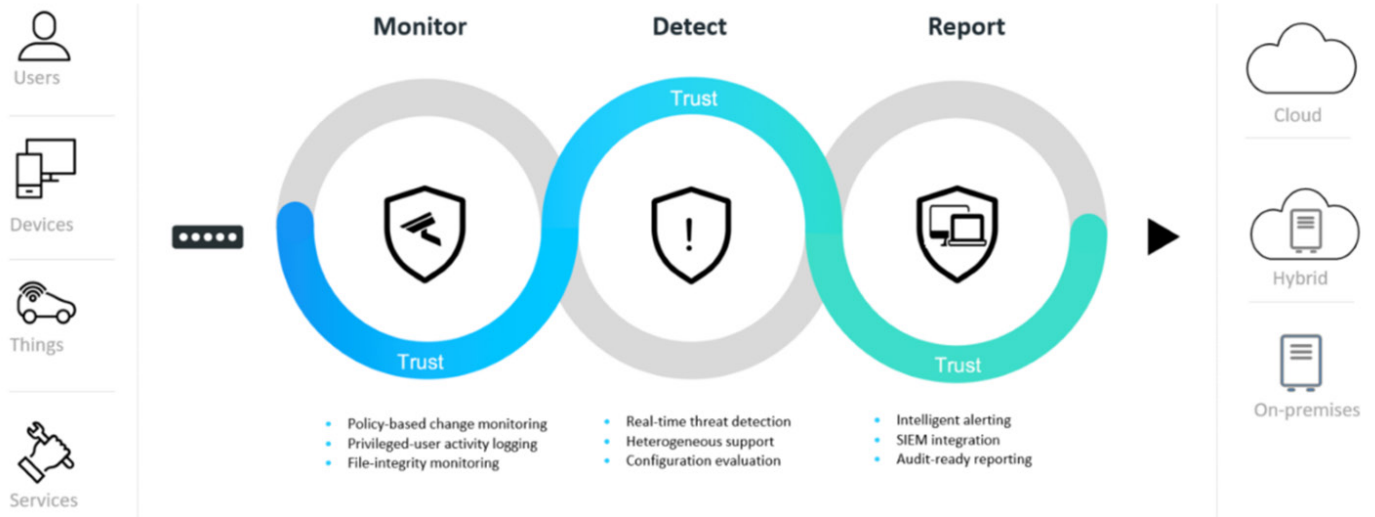 Users
Devices
Things
Services
Monitor
Trust
• Policy-based change monitoring
• Privileged-user activity logging
• File-integrity monitoring
Detect
Trust
• Real-time threat detection
• Heterogeneous support
• Configuration evaluation
Report
Trust
• Intelligent alerting
• SIEM integration
• Audit-ready reporting
Cloud
Hybrid
On-premises